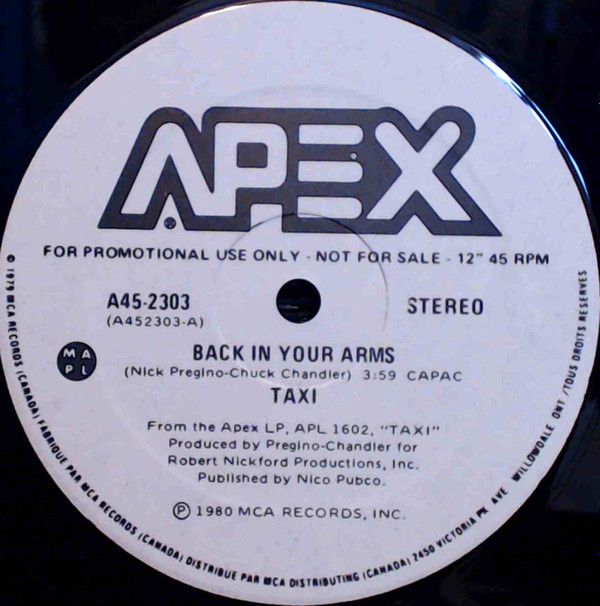 APEX
FOR PROMOTIONAL USE ONLY - NOT FOR SALE - 12" 45 RPM
A45-2303
STEREO
(A452303-A)
MA
PL
BACK IN YOUR ARMS
(Nick Pregino-Chuck Chandler) 3:59 CAPAC
TAXI
From the Apex LP, APL 1602, "TAXI"
Produced by Pregino-Chandler for
Robert Nickford Productions, Inc.
Published by Nico Pubco.
Ⓟ 1980 MCA RECORDS, INC.
© 1979 MCA RECORDS (CANADA) FABRIQUE PAR MCA RECORDS (CANADA) DISTRIBUE PAR MCA DISTRIBUTING (CANADA) 2450 VICTORIA PK AVE WILLOWDALE ONT / TOUS DROITS RESERVES